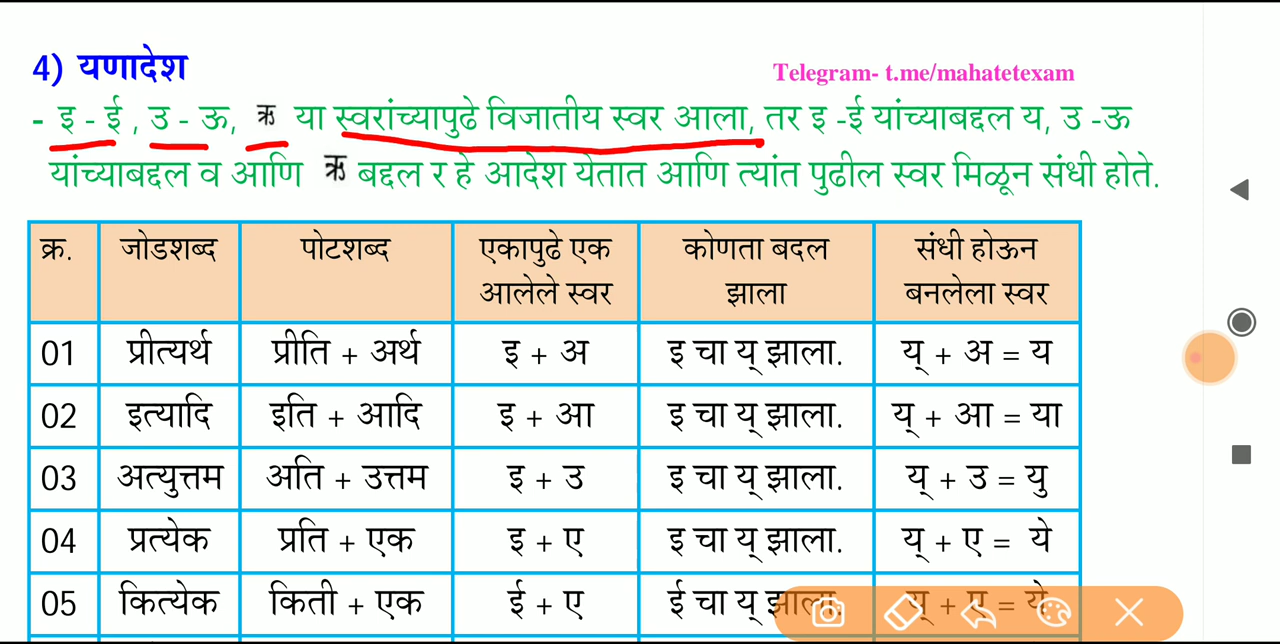 4) यणादेश
Telegram- t.me/mahatetexam
- इ - ई , उ - ऊ, ऋ या स्वरांच्यापुढे विजातीय स्वर आला, तर इ -ई यांच्याबद्दल य, उ -ऊ
यांच्याबद्दल व आणि ऋ बद्दल र हे आदेश येतात आणि त्यांत पुढील स्वर मिळून संधी होते.
क्र. जोडशब्द पोटशब्द एकापुढे एक आलेले स्वर कोणता बदल झाला संधी होऊन बनलेला स्वर
01 प्रीत्यर्थ प्रीति + अर्थ इ + अ इ चा य् झाला. य् + अ = य
02 इत्यादि इति + आदि इ + आ इ चा य् झाला. य् + आ = या
03 अत्युत्तम अति + उत्तम इ + उ इ चा य् झाला. य् + उ = यु
04 प्रत्येक प्रति + एक इ + ए इ चा य् झाला. य् + ए = ये
05 कित्येक किती + एक ई + ए ई चा य् झाला. य् + ए = ये